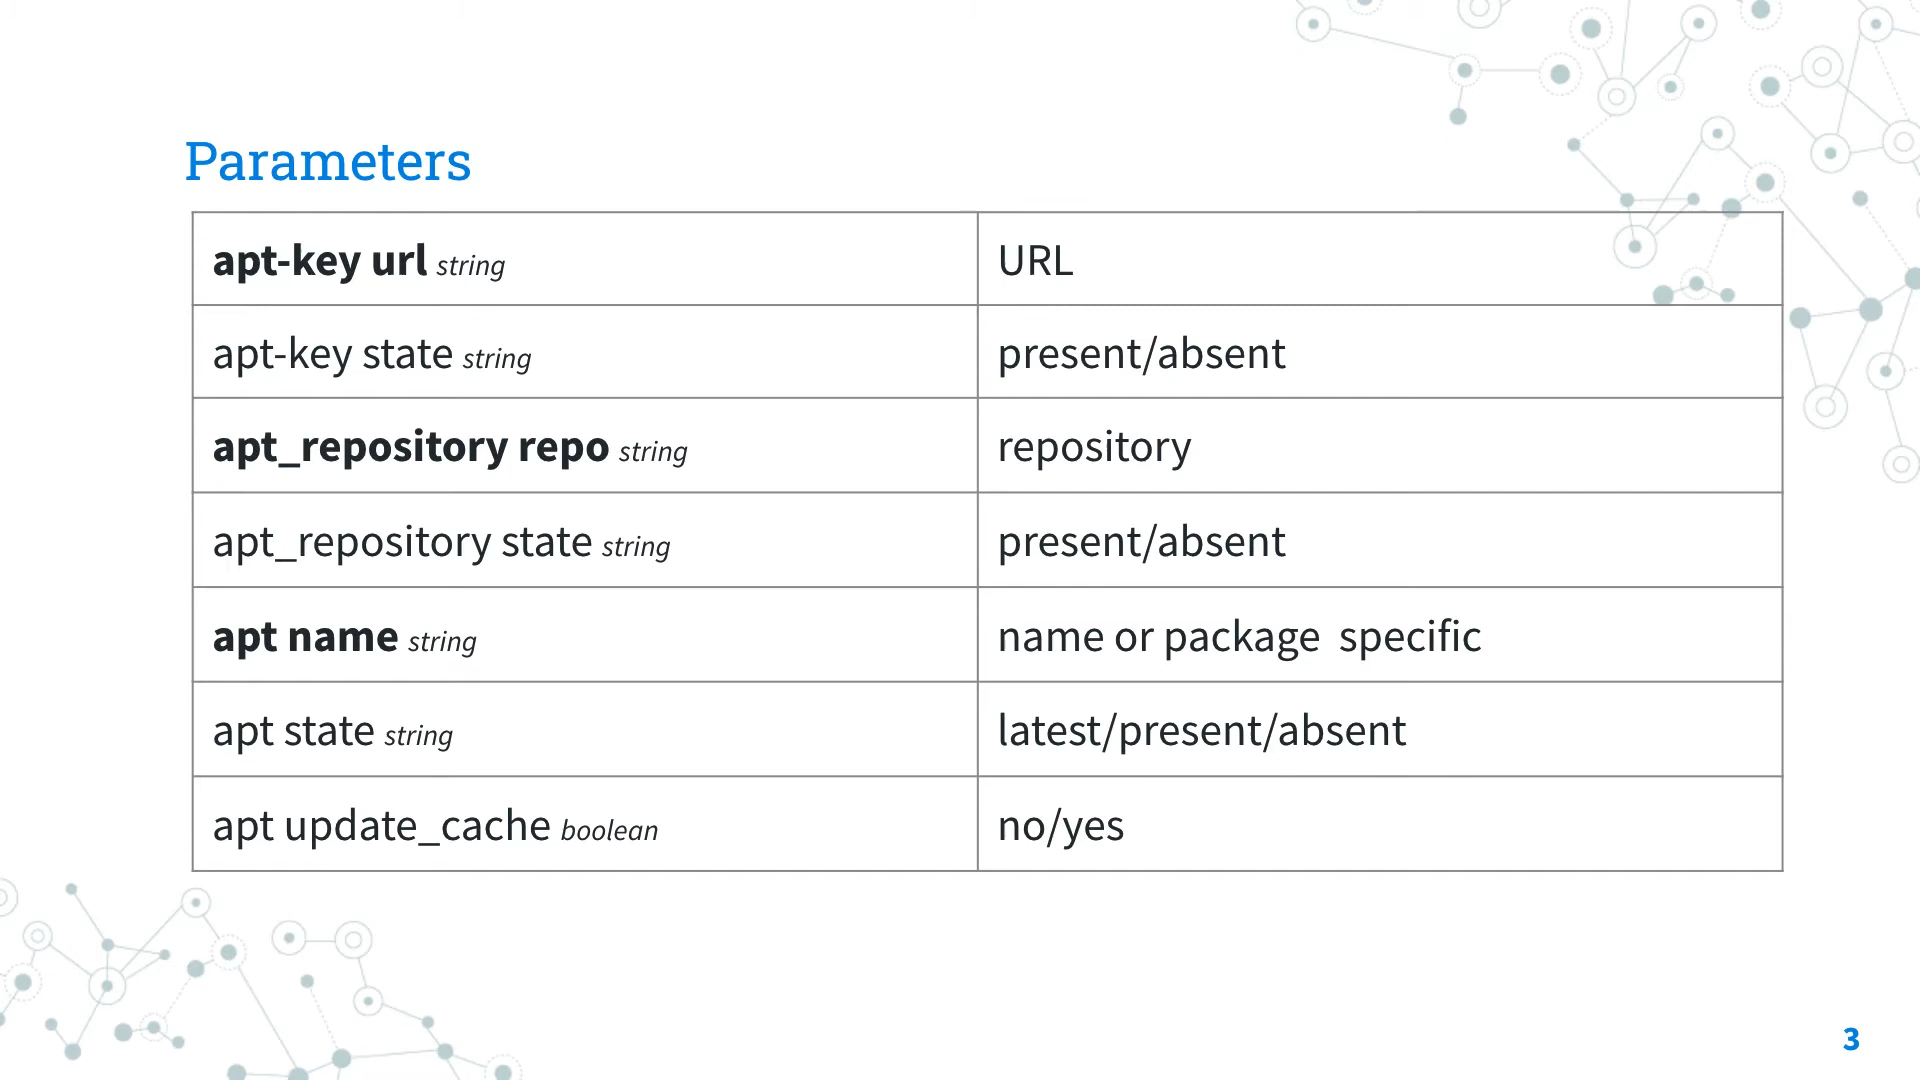 Parameters
apt-key url string URL
apt-key state string present/absent
apt_repository repo string repository
apt_repository state string present/absent
apt name string name or package  specific
apt state string latest/present/absent
apt update_cache boolean no/yes
3